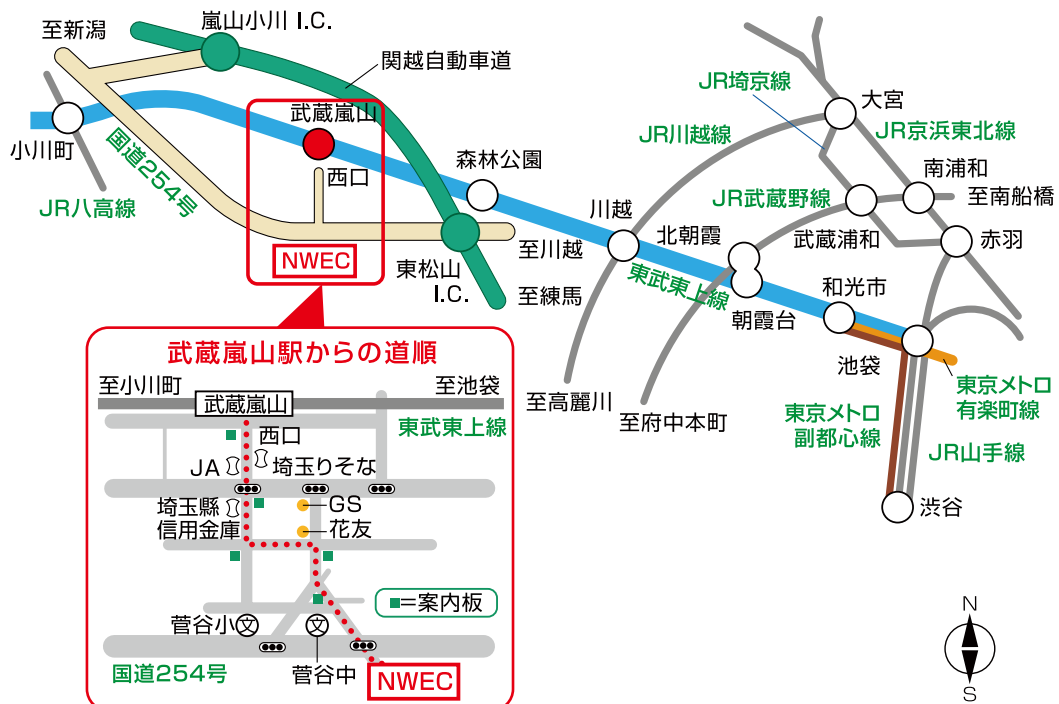 至新潟
嵐山小川 I.C.
関越自動車道
武蔵嵐山
西口
小川町
国道254号
JR八高線
森林公園
NWEC
東松山
I.C.
至川越
至練馬
川越
JR川越線
JR埼京線
大宮
JR京浜東北線
南浦和
至南船橋
JR武蔵野線
武蔵浦和
赤羽
北朝霞
東武東上線
朝霞台
和光市
池袋
至高麗川
至府中本町
東京メトロ
有楽町線
東京メトロ
副都心線
JR山手線
渋谷
武蔵嵐山駅からの道順
至小川町
至池袋
武蔵嵐山
東武東上線
西口
JA
埼玉りそな
埼玉縣
信用金庫
GS
花友
■=案内板
菅谷小
文
文
菅谷中
国道254号
NWEC
N
S